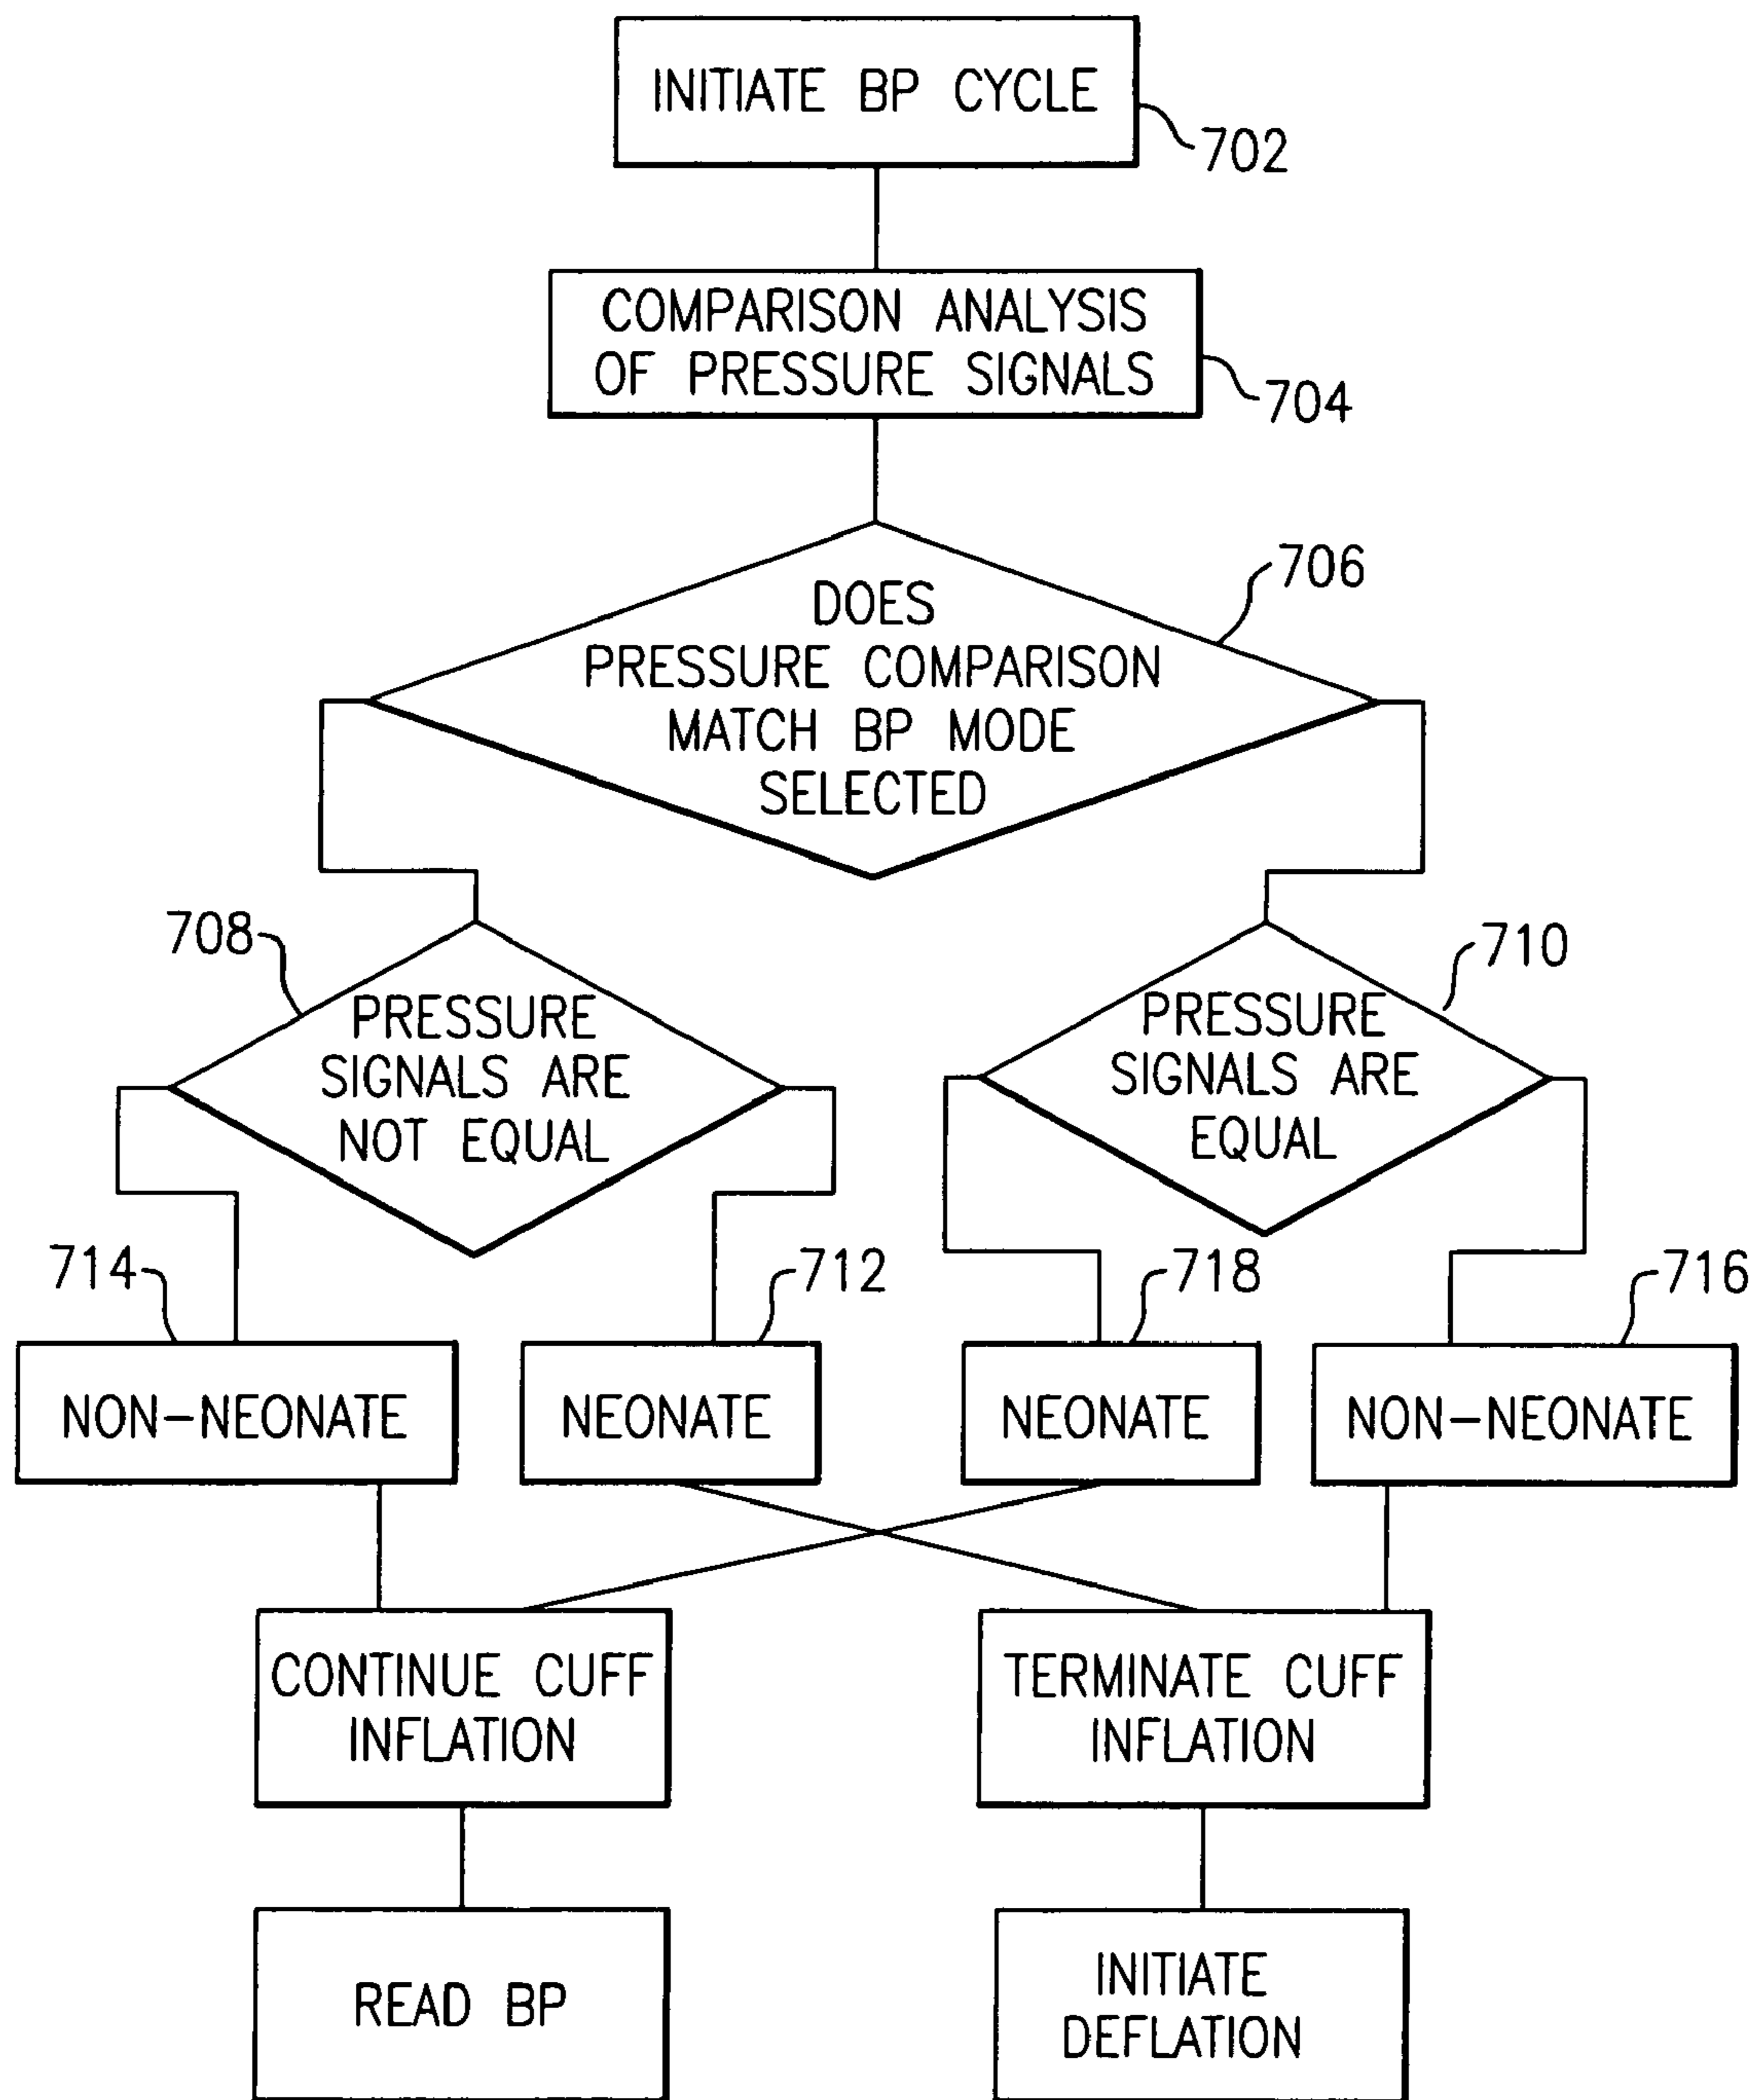 INITIATE BP CYCLE
702
COMPARISON ANALYSIS
OF PRESSURE SIGNALS
704
706
DOES
PRESSURE COMPARISON
MATCH BP MODE
SELECTED
708
PRESSURE
SIGNALS ARE
NOT EQUAL
710
PRESSURE
SIGNALS ARE
EQUAL
714
712
718
716
NON-NEONATE
NEONATE
NEONATE
NON-NEONATE
CONTINUE CUFF
INFLATION
TERMINATE CUFF
INFLATION
READ BP
INITIATE
DEFLATION